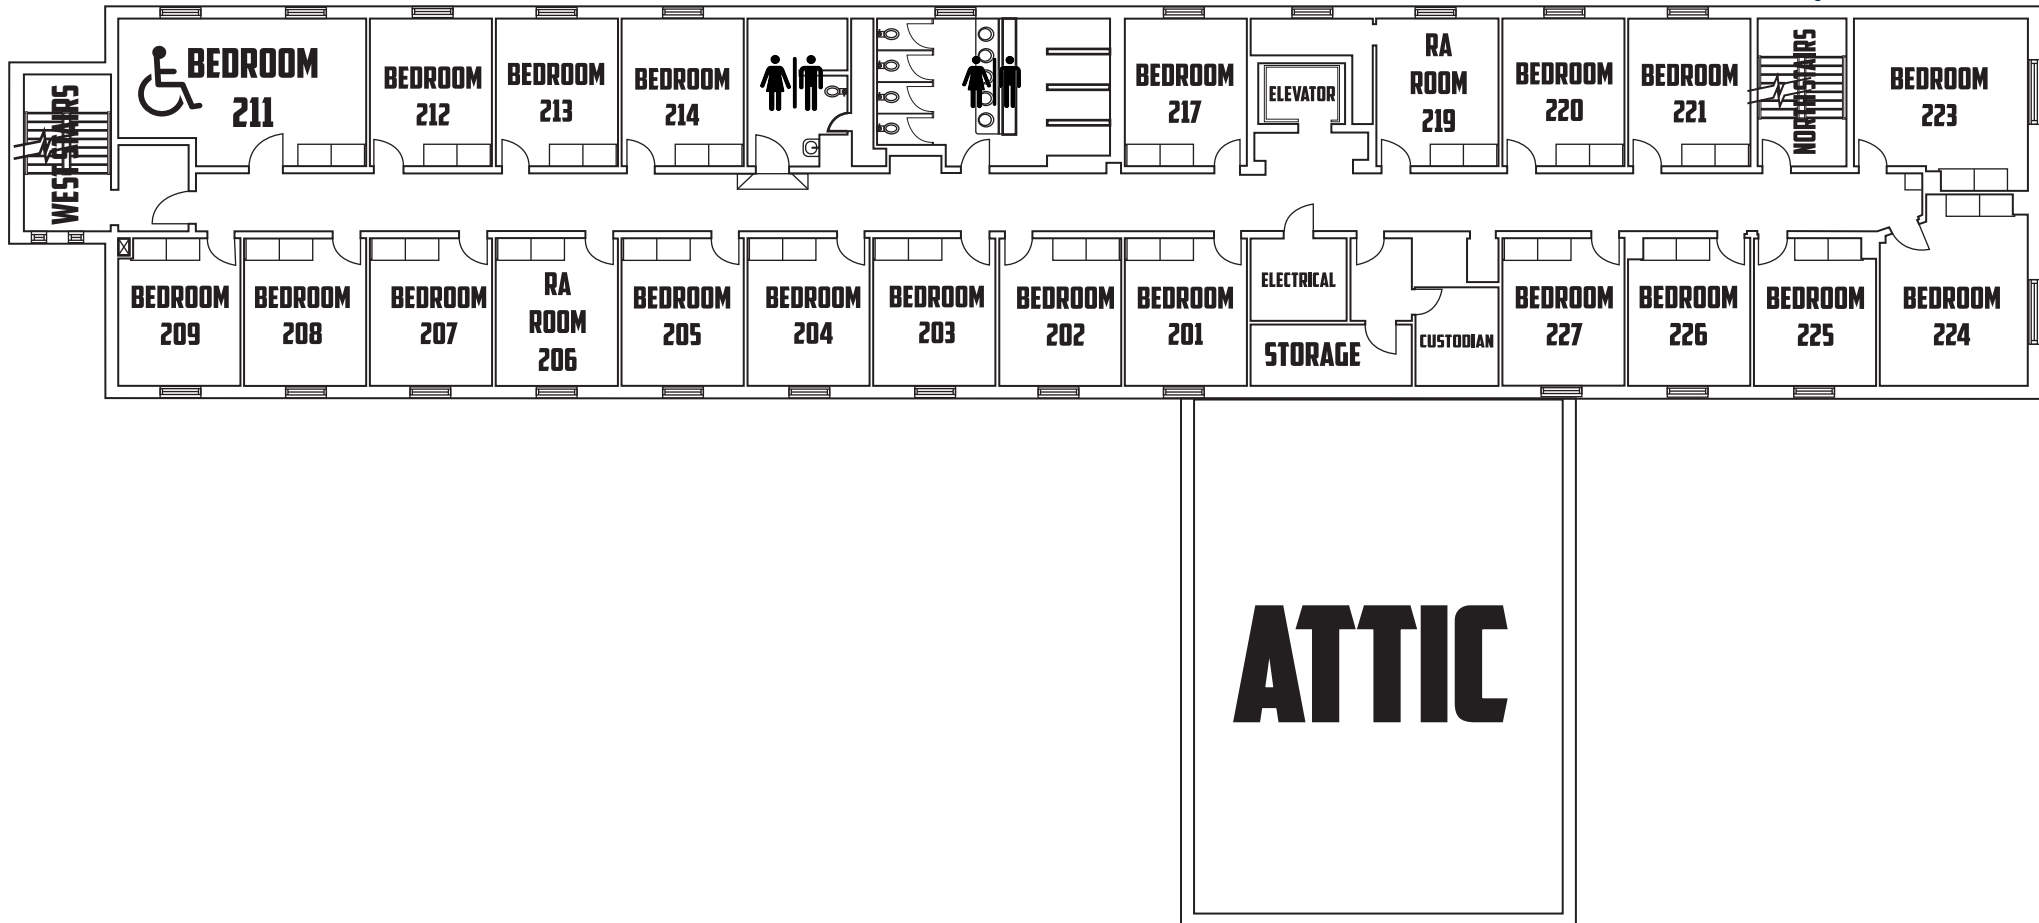 BEDROOM
211
BEDROOM
212
BEDROOM
213
BEDROOM
214
BEDROOM
217
ELEVATOR
RA
ROOM
219
BEDROOM
220
BEDROOM
221
NORTH STAIRS
BEDROOM
223
WEST STAIRS
BEDROOM
209
BEDROOM
208
BEDROOM
207
RA
ROOM
206
BEDROOM
205
BEDROOM
204
BEDROOM
203
BEDROOM
202
BEDROOM
201
ELECTRICAL
STORAGE
CUSTODIAN
BEDROOM
227
BEDROOM
226
BEDROOM
225
BEDROOM
224
ATTIC